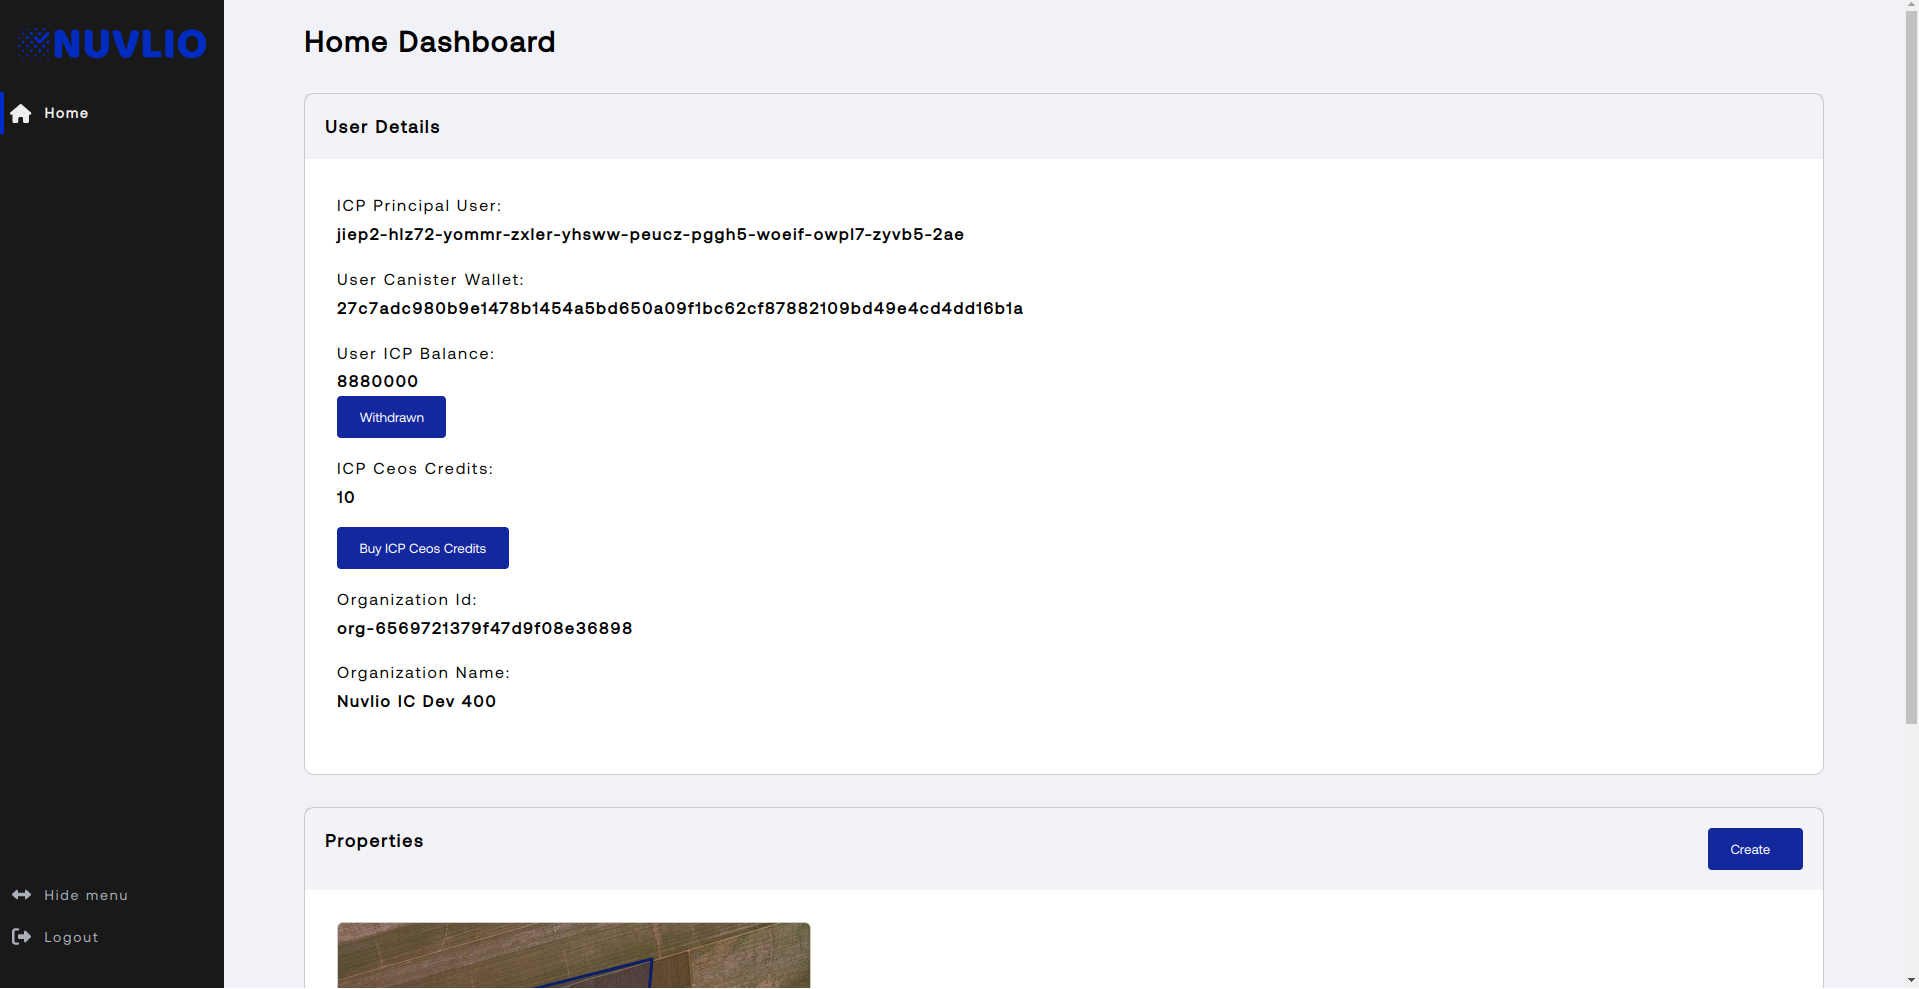 NUVLIO
Home
Hide menu
Logout
Home Dashboard
User Details
ICP Principal User:
jiep2-hlz72-yommr-zxler-yhsww-peucz-pggh5-woeif-owpl7-zyvb5-2ae
User Canister Wallet:
27c7adc980b9e1478b1454a5bd650a09f1bc62cf87882109bd49e4cd4dd16b1a
User ICP Balance:
8880000
Withdrawn
ICP Ceos Credits:
10
Buy ICP Ceos Credits
Organization Id:
org-6569721379f47d9f08e36898
Organization Name:
Nuvlio IC Dev 400
Properties
Create